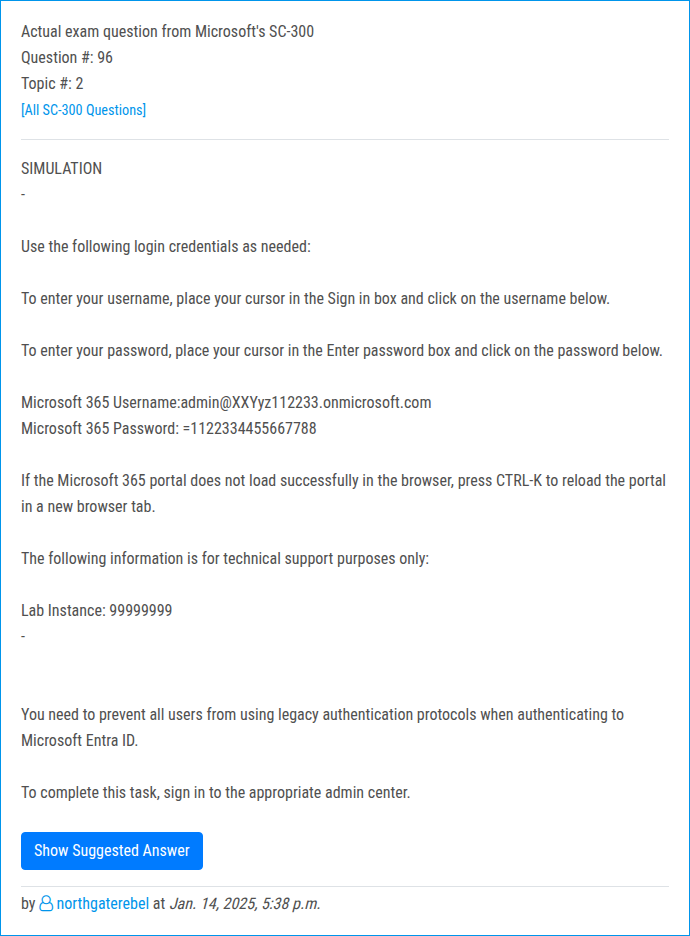 Actual exam question from Microsoft's SC-300
Question #: 96
Topic #: 2
[All SC-300 Questions]
SIMULATION
-
Use the following login credentials as needed:
To enter your username, place your cursor in the Sign in box and click on the username below.
To enter your password, place your cursor in the Enter password box and click on the password below.
Microsoft 365 Username:admin@XXYyz112233.onmicrosoft.com
Microsoft 365 Password: =1122334455667788
If the Microsoft 365 portal does not load successfully in the browser, press CTRL-K to reload the portal
in a new browser tab.
The following information is for technical support purposes only:
Lab Instance: 99999999
-
You need to prevent all users from using legacy authentication protocols when authenticating to
Microsoft Entra ID.
To complete this task, sign in to the appropriate admin center.
Show Suggested Answer
by northgaterebel at Jan. 14, 2025, 5:38 p.m.